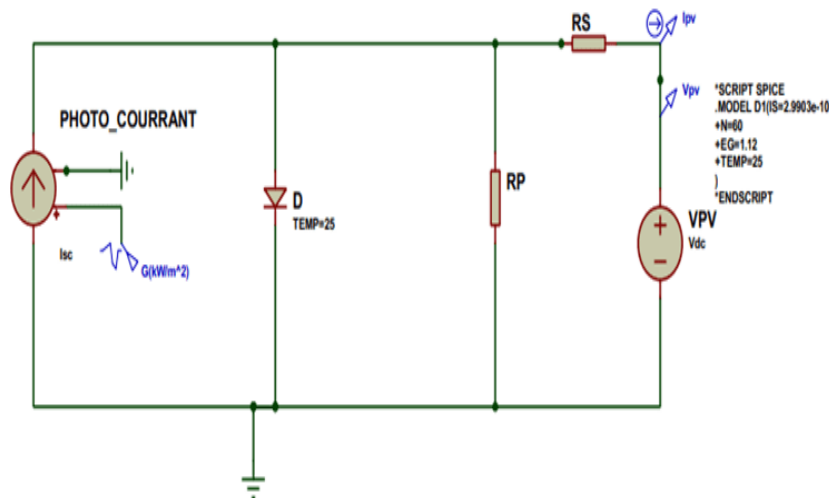 RS
Ipv
Vpv
*SCRIPT SPICE
.MODEL D1(IS=2.9903e-10
+N=60
+EG=1.12
+TEMP=25
)
*ENDSCRIPT
PHOTO_COURRANT
D
TEMP=25
RP
VPV
Vdc
Isc
G(kW/m^2)